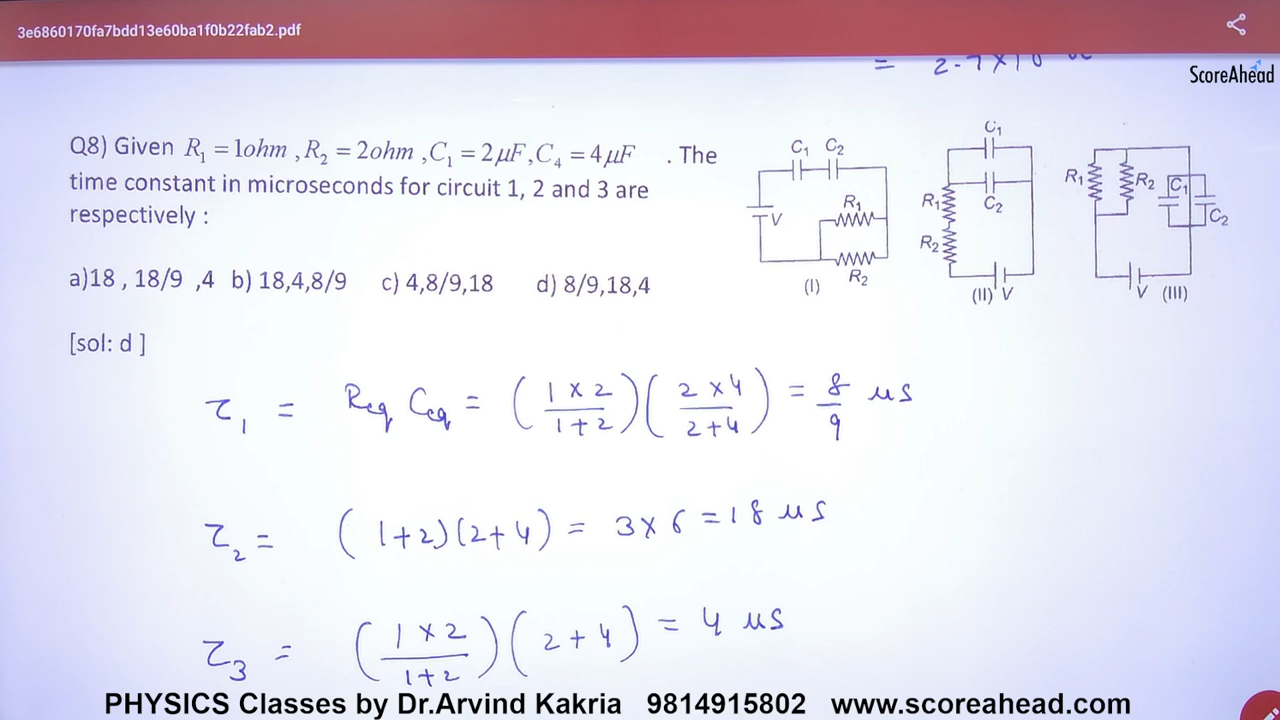 3e6860170fa7bdd13e60ba1f0b22fab2.pdf
= 2.7×10
ScoreAhead
Q8) Given R₁ = 1ohm , R₂ = 2ohm , C₁ = 2μF, C₄ = 4μF . The
time constant in microseconds for circuit 1, 2 and 3 are
respectively :
a)18 , 18/9 ,4 b) 18,4,8/9 c) 4,8/9,18 d) 8/9,18,4
[sol: d ]
C₁ C₂
V
R₁
R₂
(I)
C₁
C₂
R₁
R₂
(II) V
R₁ R₂ C₁ C₂
V (III)
τ₁ = Req Ceq = (1×2/1+2)(2×4/2+4) = 8/9 μs
τ₂ = (1+2)(2+4) = 3×6 = 18 μs
τ₃ = (1×2/1+2)(2+4) = 4 μs
PHYSICS Classes by Dr.Arvind Kakria 9814915802 www.scoreahead.com